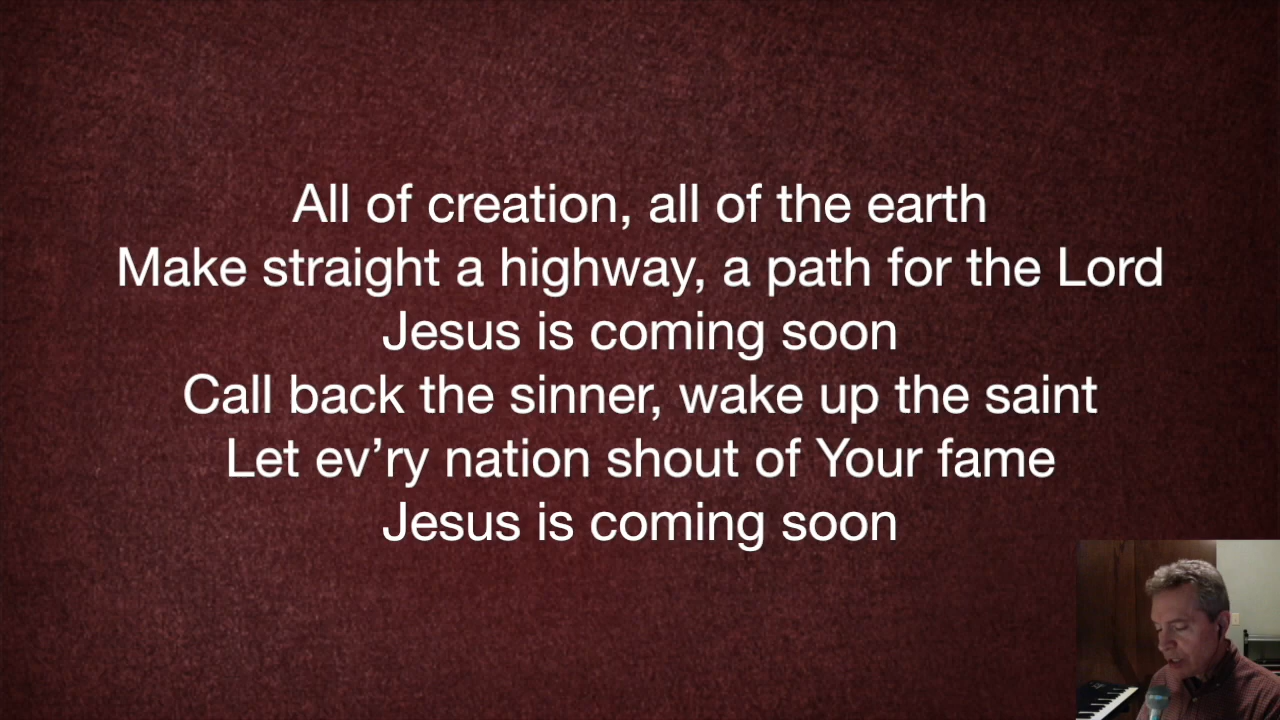 All of creation, all of the earth
Make straight a highway, a path for the Lord
Jesus is coming soon
Call back the sinner, wake up the saint
Let ev’ry nation shout of Your fame
Jesus is coming soon